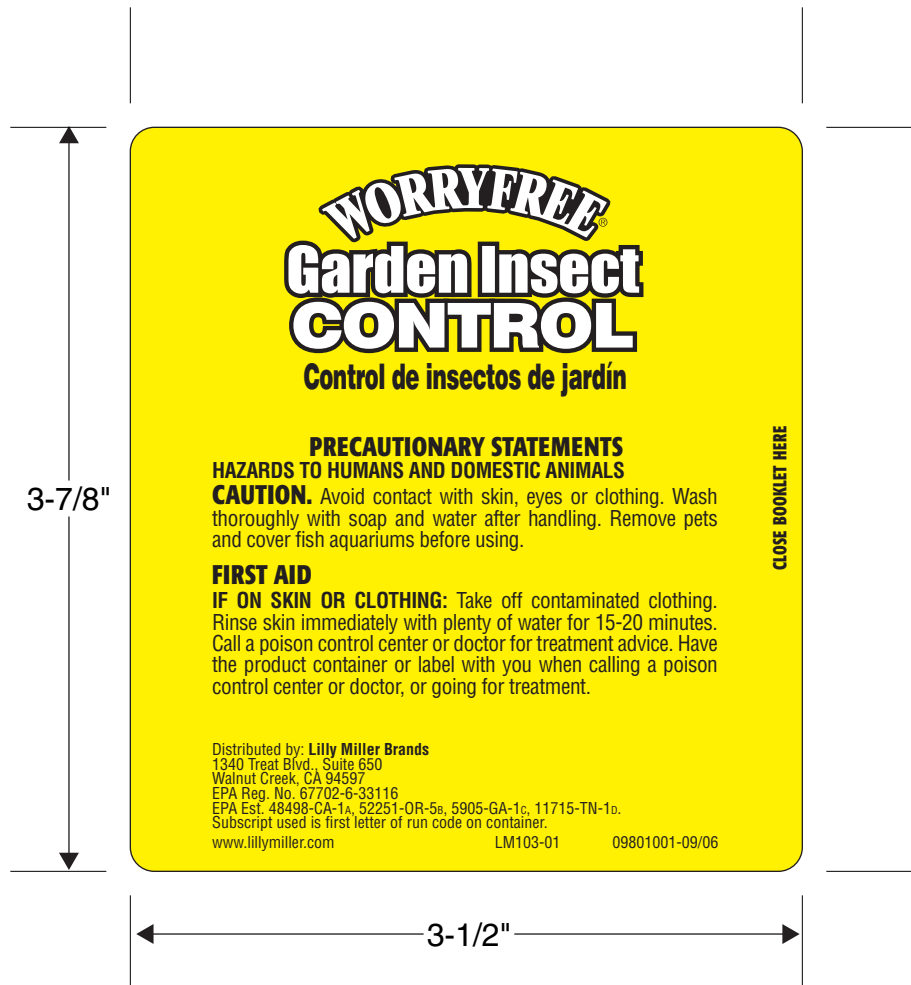 WORRYFREE®
Garden Insect
CONTROL
Control de insectos de jardín
PRECAUTIONARY STATEMENTS
HAZARDS TO HUMANS AND DOMESTIC ANIMALS
CAUTION. Avoid contact with skin, eyes or clothing. Wash
thoroughly with soap and water after handling. Remove pets
and cover fish aquariums before using.
FIRST AID
IF ON SKIN OR CLOTHING: Take off contaminated clothing.
Rinse skin immediately with plenty of water for 15-20 minutes.
Call a poison control center or doctor for treatment advice. Have
the product container or label with you when calling a poison
control center or doctor, or going for treatment.
Distributed by: Lilly Miller Brands
1340 Treat Blvd., Suite 650
Walnut Creek, CA 94597
EPA Reg. No. 67702-6-33116
EPA Est. 48498-CA-1A, 52251-OR-5B, 5905-GA-1C, 11715-TN-1D.
Subscript used is first letter of run code on container.
www.lillymiller.com LM103-01 09801001-09/06
CLOSE BOOKLET HERE
3-7/8"
3-1/2"